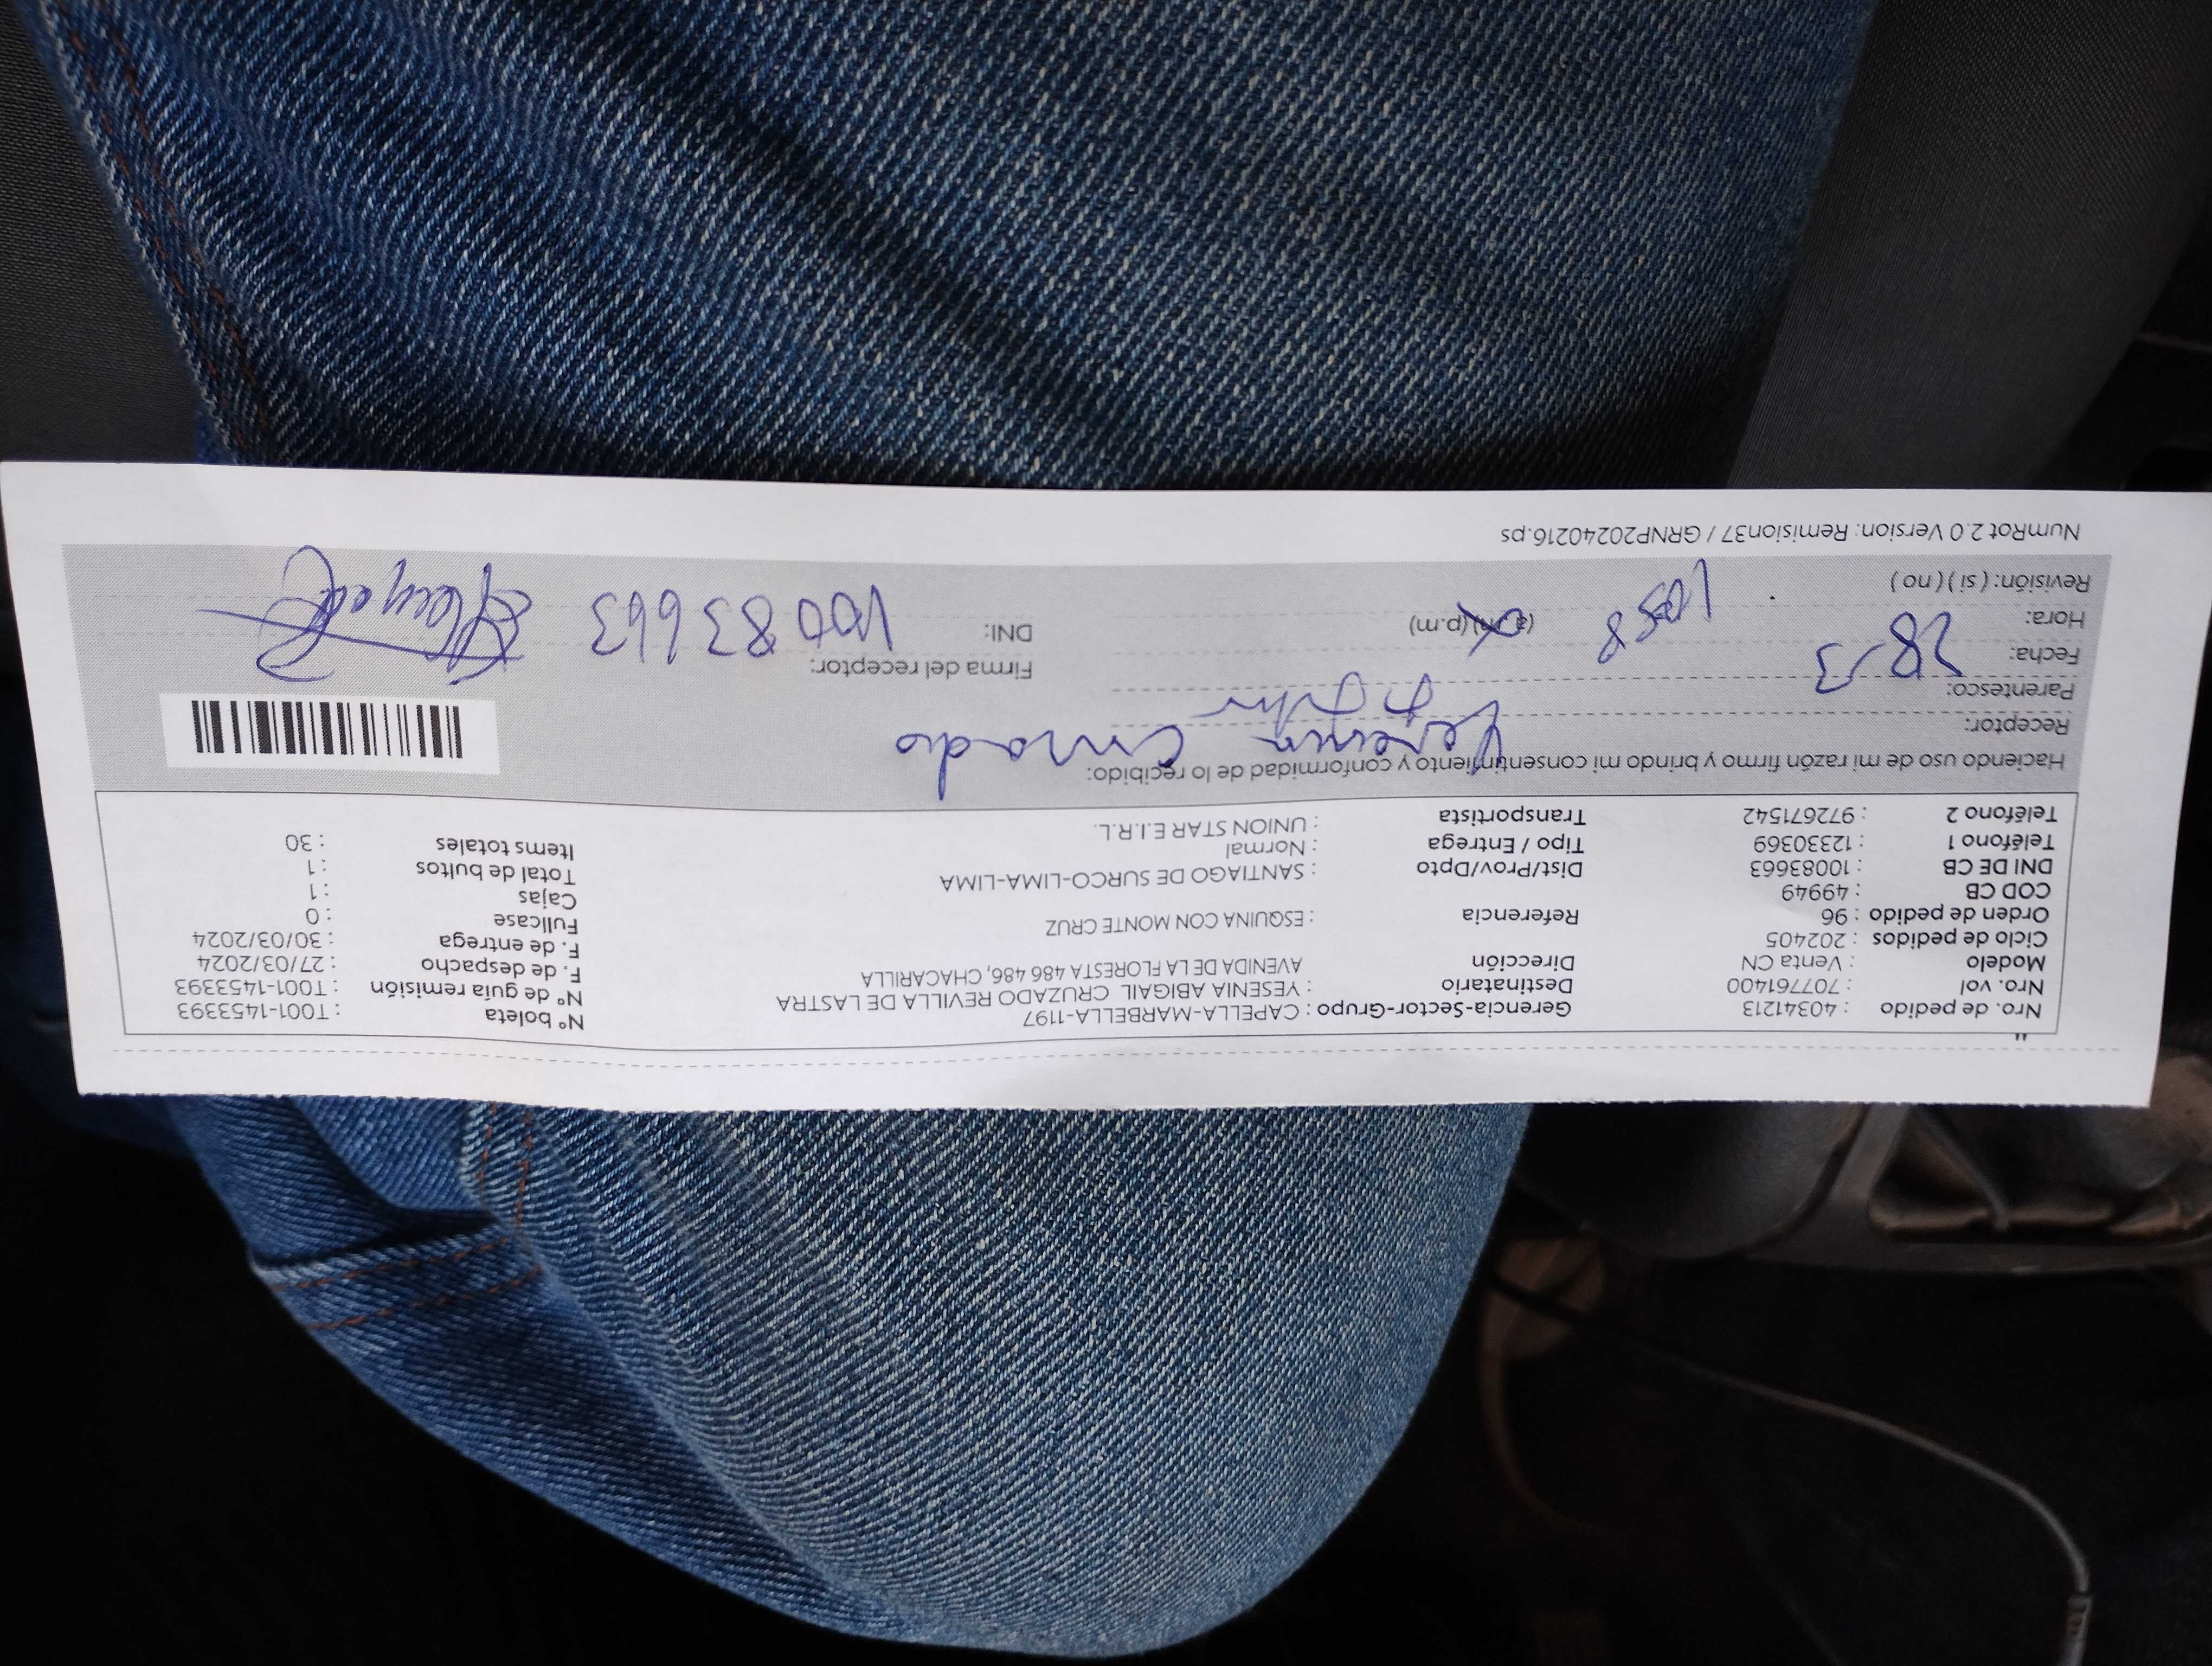 Nro. de pedido : 40341213 Gerencia-Sector-Grupo : CAPELLA-MARBELLA-1197 Nº boleta : T001-1453393
Nro. vol : 707761400 Destinatario : YESENIA ABIGAIL CRUZADO REVILLA DE LASTRA Nº de guía remisión : T001-1453393
Modelo : Venta CN Dirección AVENIDA DE LA FLORESTA 486 486, CHACARILLA F. de despacho : 27/03/2024
Ciclo de pedidos : 202405 F. de entrega : 30/03/2024
Orden de pedido : 96 Referencia : ESQUINA CON MONTE CRUZ Fullcase : 0
COD CB : 49949 Cajas : 1
DNI DE CB : 10083663 Dist/Prov/Dpto : SANTIAGO DE SURCO-LIMA-LIMA Total de bultos : 1
Teléfono 1 : 12330369 Tipo / Entrega : Normal Items totales : 30
Teléfono 2 : 972671542 Transportista : UNION STAR E.I.R.L.
Haciendo uso de mi razón firmo y brindo mi consentimiento y conformidad de lo recibido:
Receptor: Yesenia Cruzado
Parentesco:
Fecha: 28-3 Firma del receptor:
Hora: 1058 (a.m)(p.m) DNI: 10083663
Revisión: ( si ) ( no )
NumRot 2.0 Version: Remision37 / GRNP20240216.ps